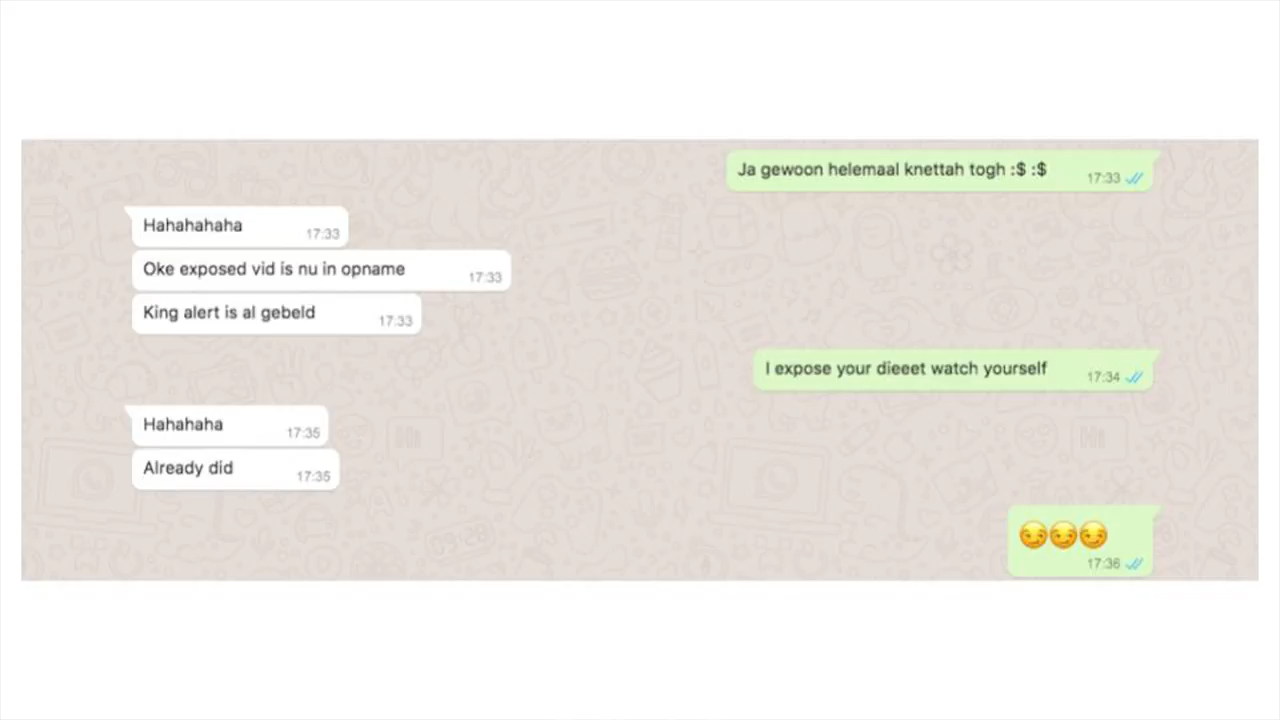 Ja gewoon helemaal knettah togh :$ :$ 17:33
Hahahahaha 17:33
Oke exposed vid is nu in opname 17:33
King alert is al gebeld 17:33
I expose your dieeet watch yourself 17:34
Hahahaha 17:35
Already did 17:35
😏😏😏
17:36